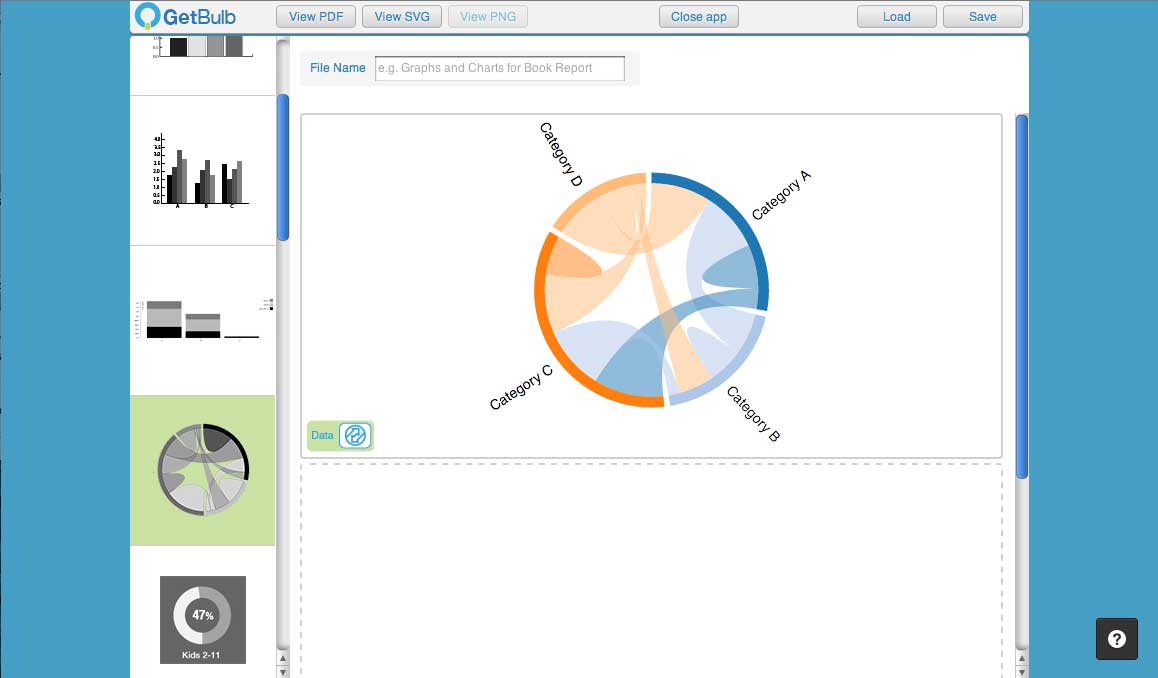 GetBulb
View PDF
View SVG
View PNG
Close app
Load
Save
File Name
e.g. Graphs and Charts for Book Report
Category D
Category A
Category C
Category B
Data
A B C
47%
Kids 2-11
?